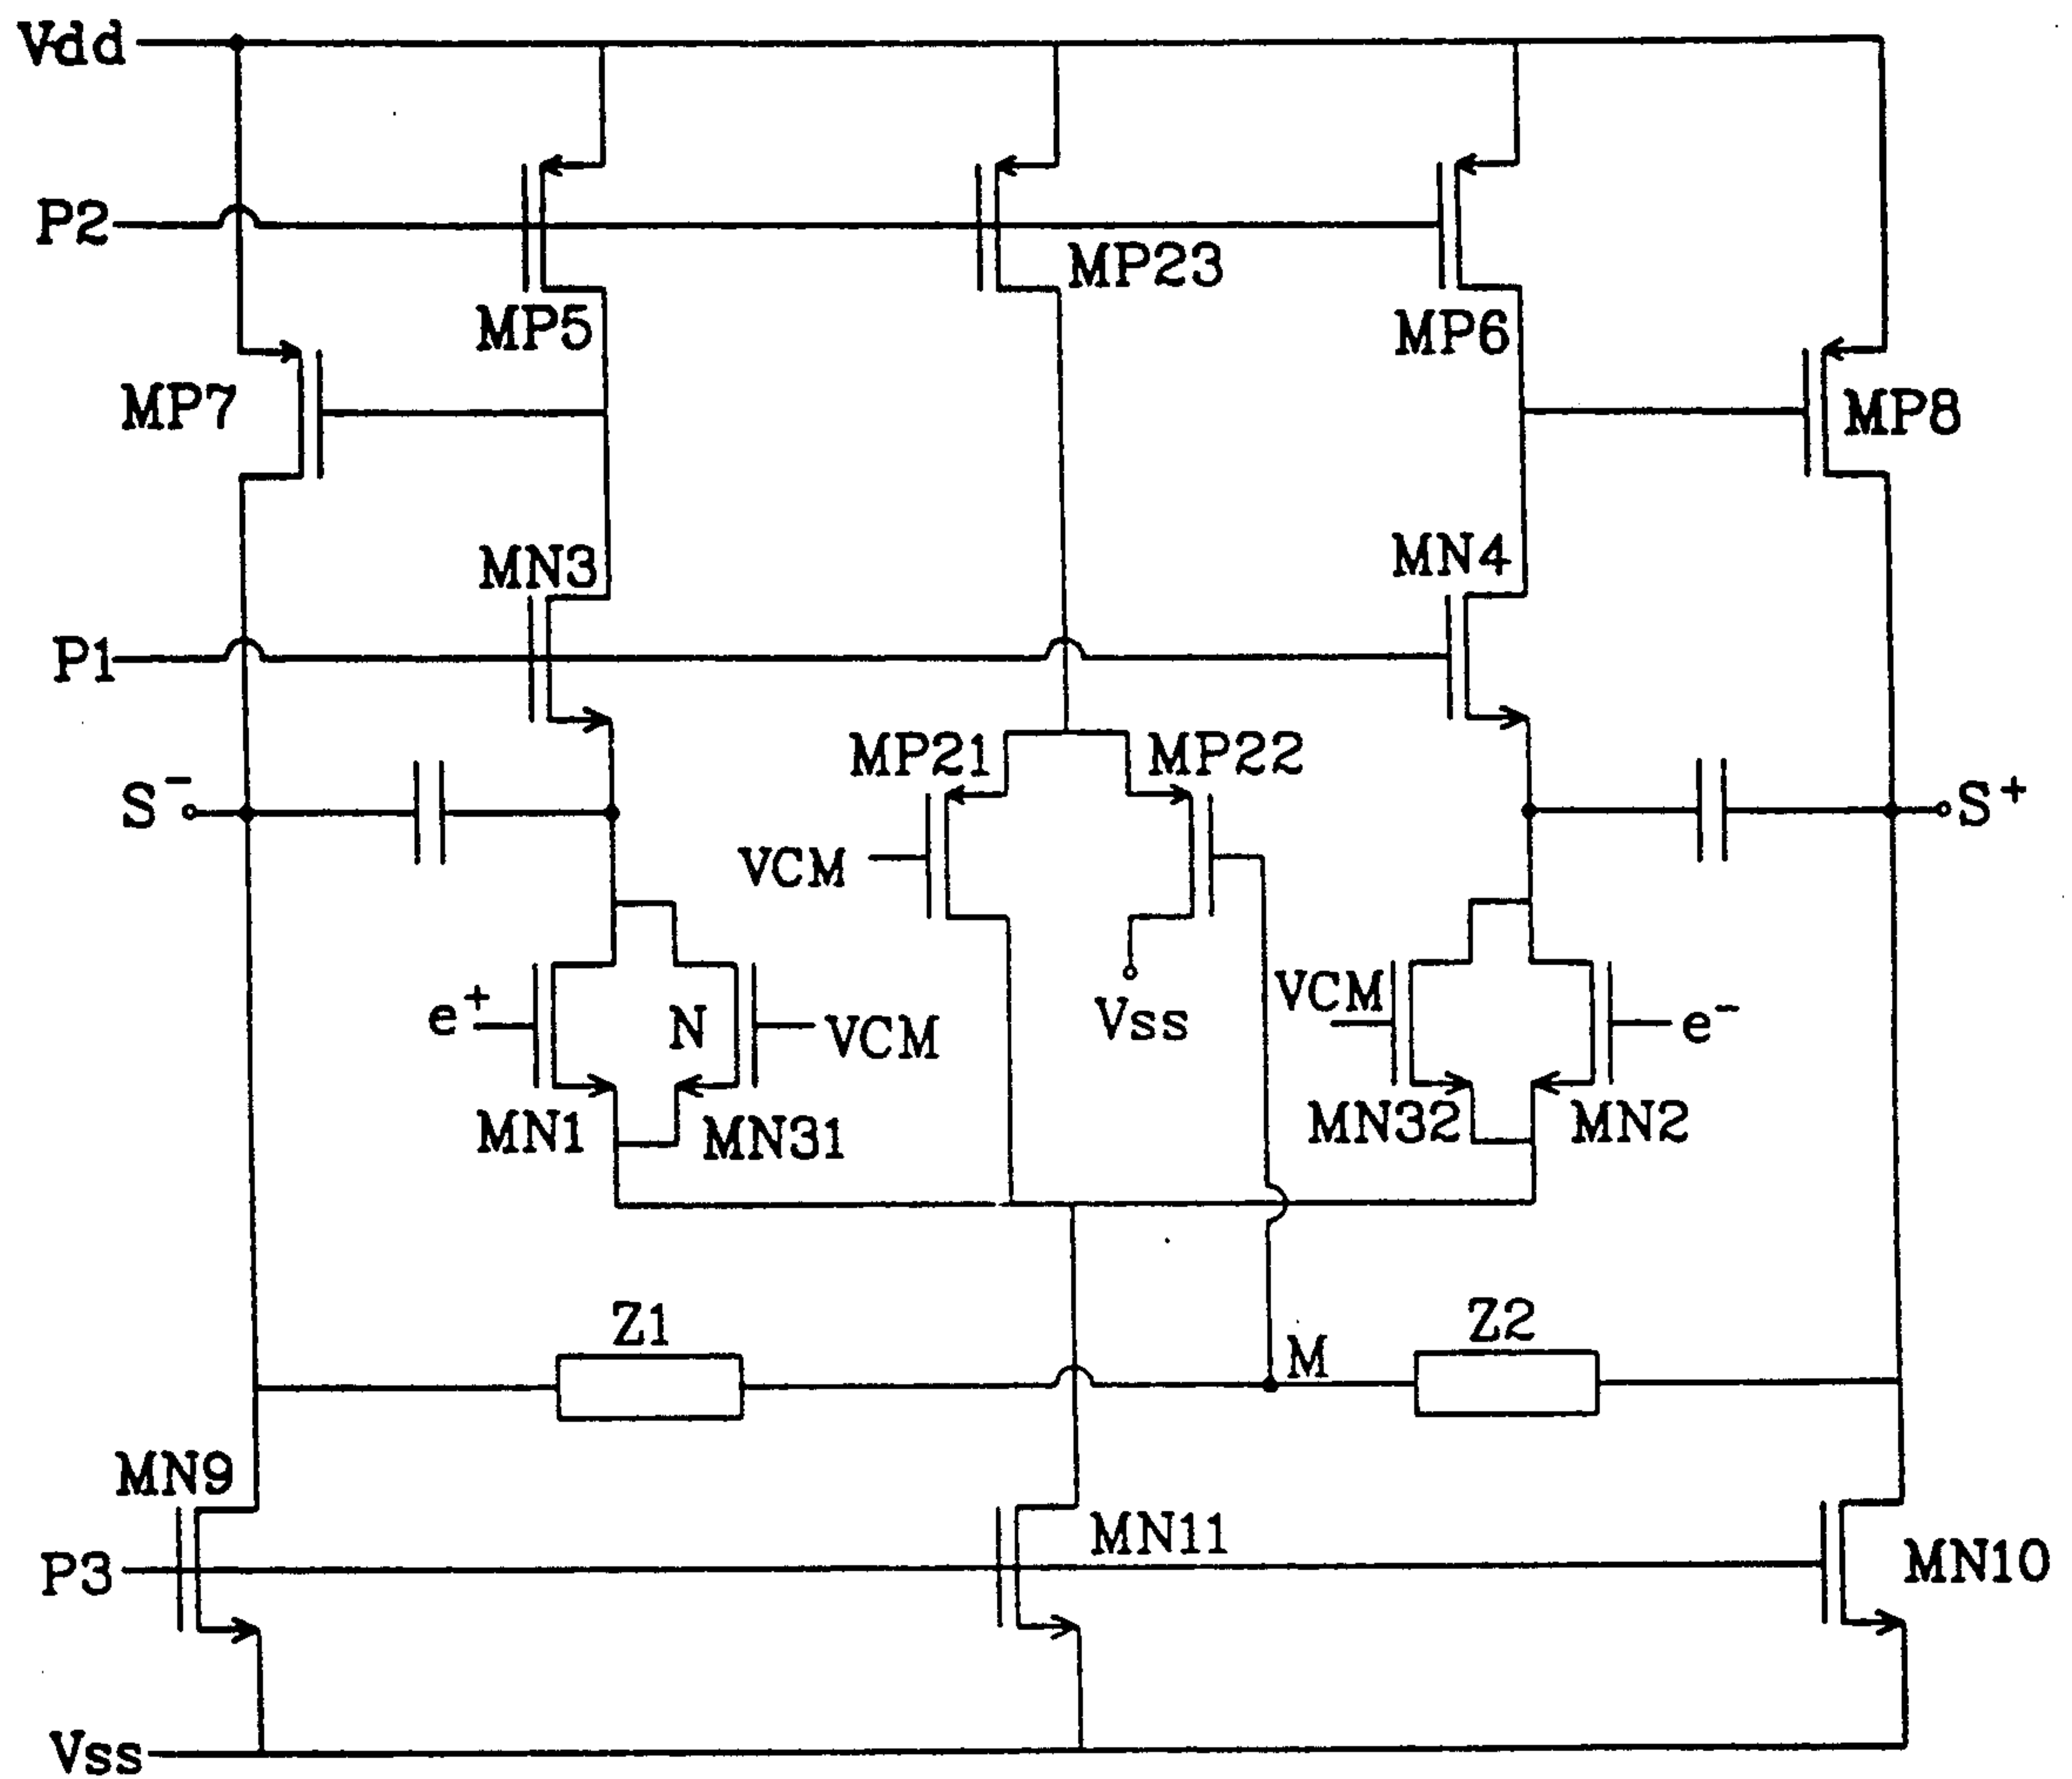 Vdd
P2
MP23
MP5
MP6
MP7
MP8
MN3
MN4
P1
MP21
MP22
S⁻
S⁺
VCM
VCM
e⁺
N
VCM
Vss
e⁻
MN1
MN31
MN32
MN2
Z1
Z2
M
MN9
MN11
MN10
P3
Vss